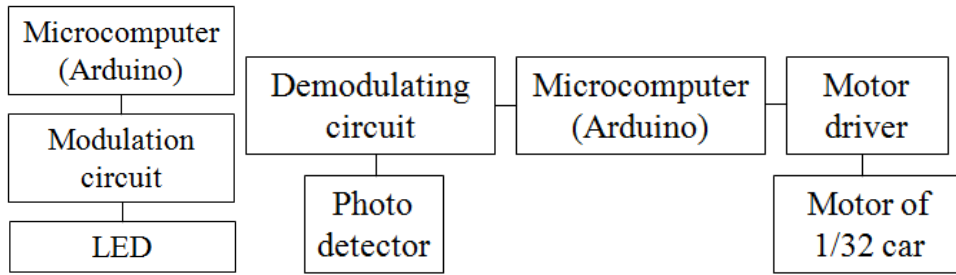 Microcomputer
(Arduino)
Modulation
circuit
LED
Demodulating
circuit
Photo
detector
Microcomputer
(Arduino)
Motor
driver
Motor of
1/32 car